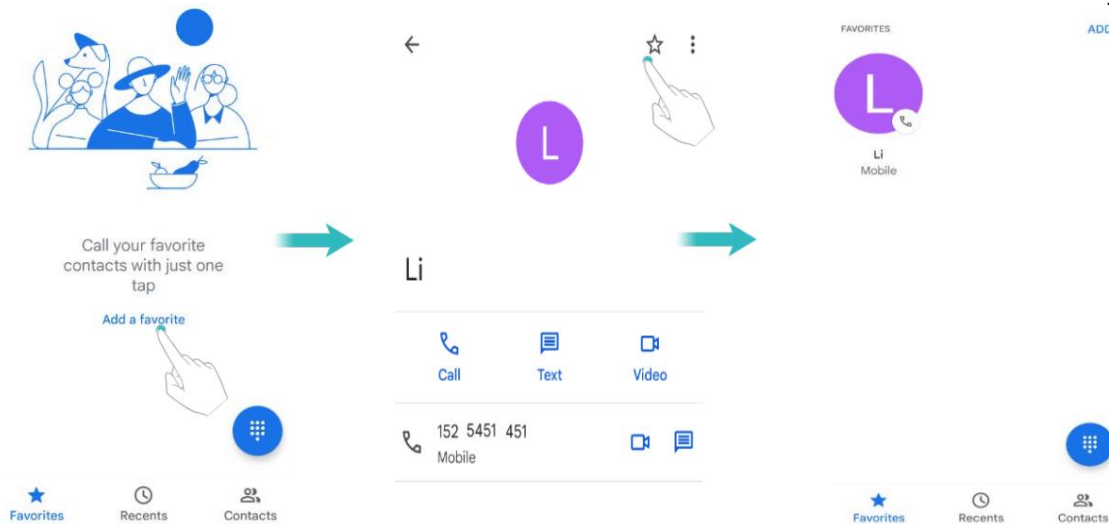 Call your favorite
contacts with just one
tap
Add a favorite
Favorites
Recents
Contacts
L
Li
Call
Text
Video
152 5451 451
Mobile
FAVORITES
ADD
L
Li
Mobile
Favorites
Recents
Contacts